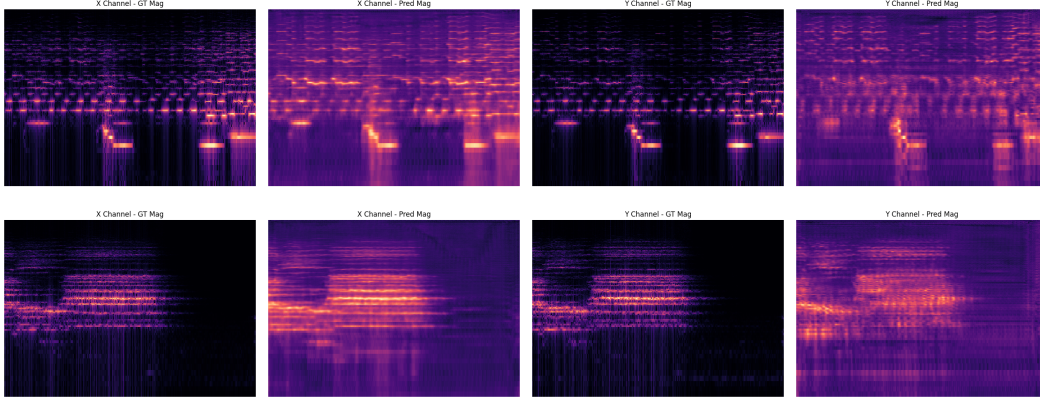 X Channel - GT Mag
X Channel - Pred Mag
Y Channel - GT Mag
Y Channel - Pred Mag
X Channel - GT Mag
X Channel - Pred Mag
Y Channel - GT Mag
Y Channel - Pred Mag